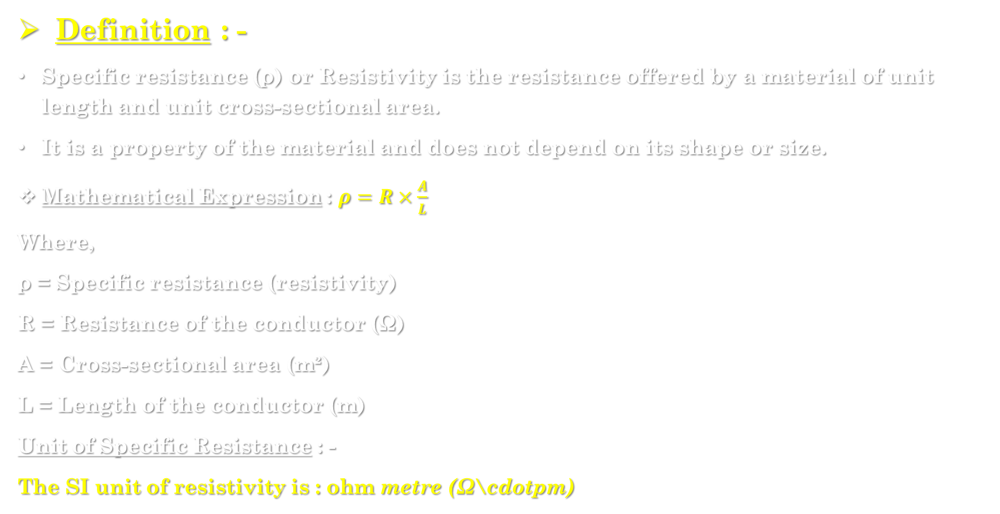 ➢ Definition : -
• Specific resistance (ρ) or Resistivity is the resistance offered by a material of unit
length and unit cross-sectional area.
• It is a property of the material and does not depend on its shape or size.
❖ Mathematical Expression : ρ = R × A/L
Where,
ρ = Specific resistance (resistivity)
R = Resistance of the conductor (Ω)
A = Cross-sectional area (m²)
L = Length of the conductor (m)
Unit of Specific Resistance : -
The SI unit of resistivity is : ohm metre (Ω\cdotpm)